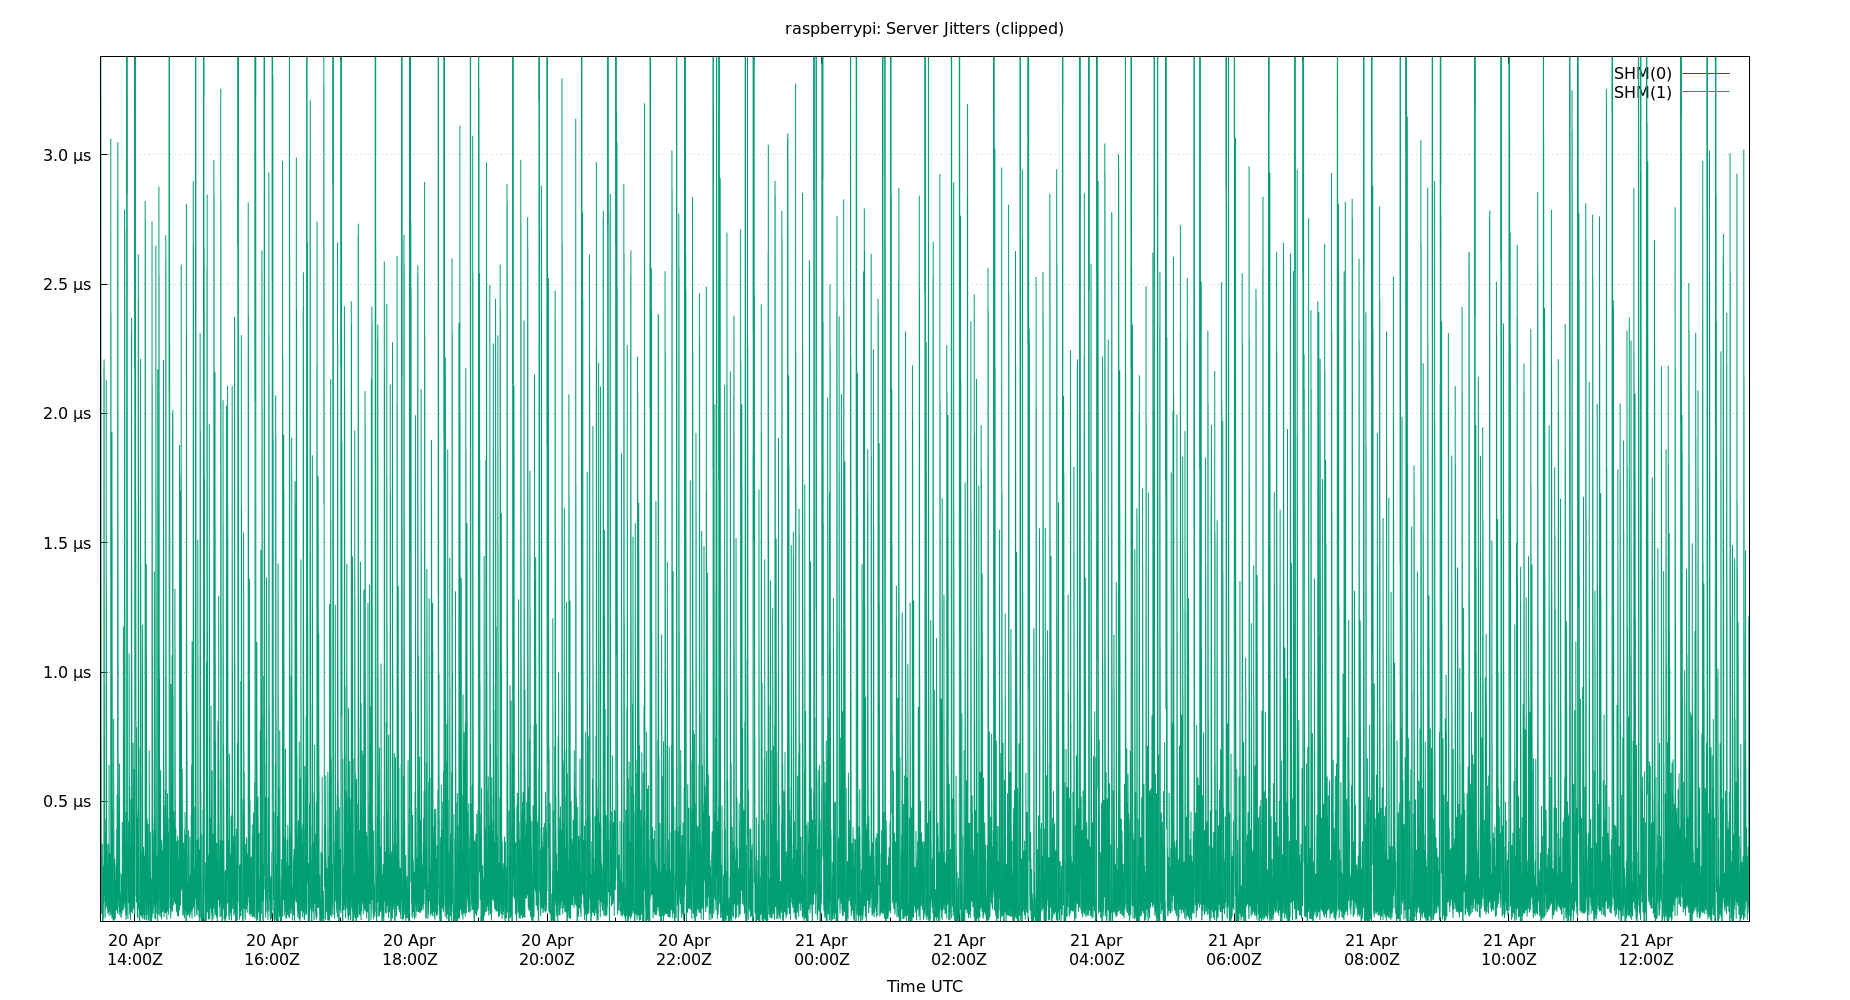 raspberrypi: Server Jitters (clipped)
SHM(0)
SHM(1)
3.0 µs
2.5 µs
2.0 µs
1.5 µs
1.0 µs
0.5 µs
20 Apr 20 Apr 20 Apr 20 Apr 20 Apr 21 Apr 21 Apr 21 Apr 21 Apr 21 Apr 21 Apr 21 Apr
14:00Z 16:00Z 18:00Z 20:00Z 22:00Z 00:00Z 02:00Z 04:00Z 06:00Z 08:00Z 10:00Z 12:00Z
Time UTC